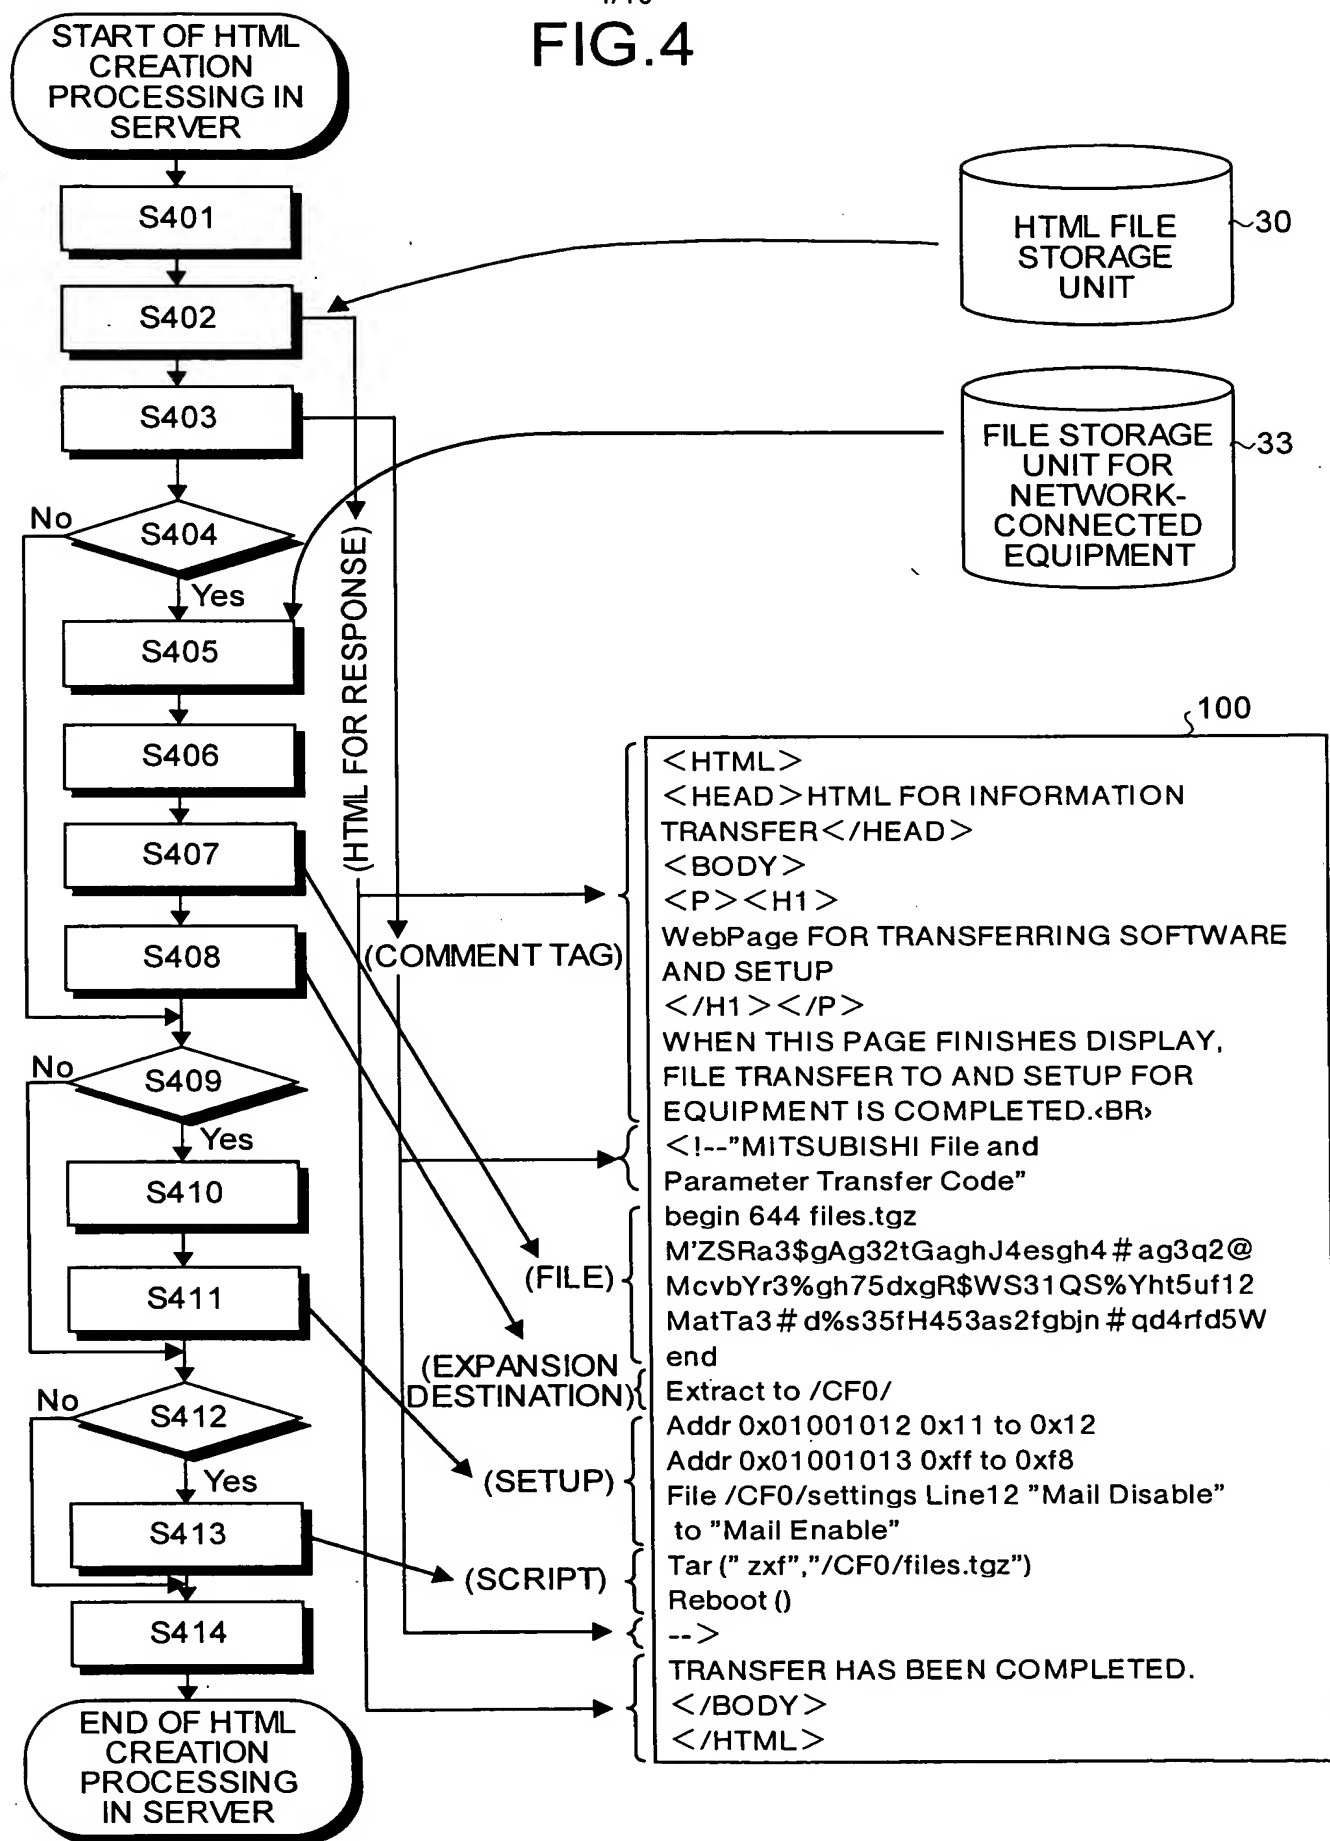 FIG.4
START OF HTML
CREATION
PROCESSING IN
SERVER
S401
S402
S403
No
S404
Yes
S405
S406
S407
S408
No
S409
Yes
S410
S411
No
S412
Yes
S413
S414
END OF HTML
CREATION
PROCESSING
IN SERVER
HTML FILE
STORAGE
UNIT
30
FILE STORAGE
UNIT FOR
NETWORK-
CONNECTED
EQUIPMENT
33
(HTML FOR RESPONSE)
(COMMENT TAG)
(FILE)
(EXPANSION
DESTINATION)
(SETUP)
(SCRIPT)
100
<HTML>
<HEAD>HTML FOR INFORMATION
TRANSFER</HEAD>
<BODY>
<P><H1>
WebPage FOR TRANSFERRING SOFTWARE
AND SETUP
</H1></P>
WHEN THIS PAGE FINISHES DISPLAY,
FILE TRANSFER TO AND SETUP FOR
EQUIPMENT IS COMPLETED.<BR>
<!--"MITSUBISHI File and
Parameter Transfer Code"
begin 644 files.tgz
M'ZSRa3$gAg32tGaghJ4esgh4#ag3q2@
McvbYr3%gh75dxgR$WS31QS%Yht5uf12
MatTa3#d%s35fH453as2fgbjn#qd4rfd5W
end
Extract to /CF0/
Addr 0x01001012 0x11 to 0x12
Addr 0x01001013 0xff to 0xf8
File /CF0/settings Line12 "Mail Disable"
to "Mail Enable"
Tar (" zxf","/CF0/files.tgz")
Reboot ()
-->
TRANSFER HAS BEEN COMPLETED.
</BODY>
</HTML>